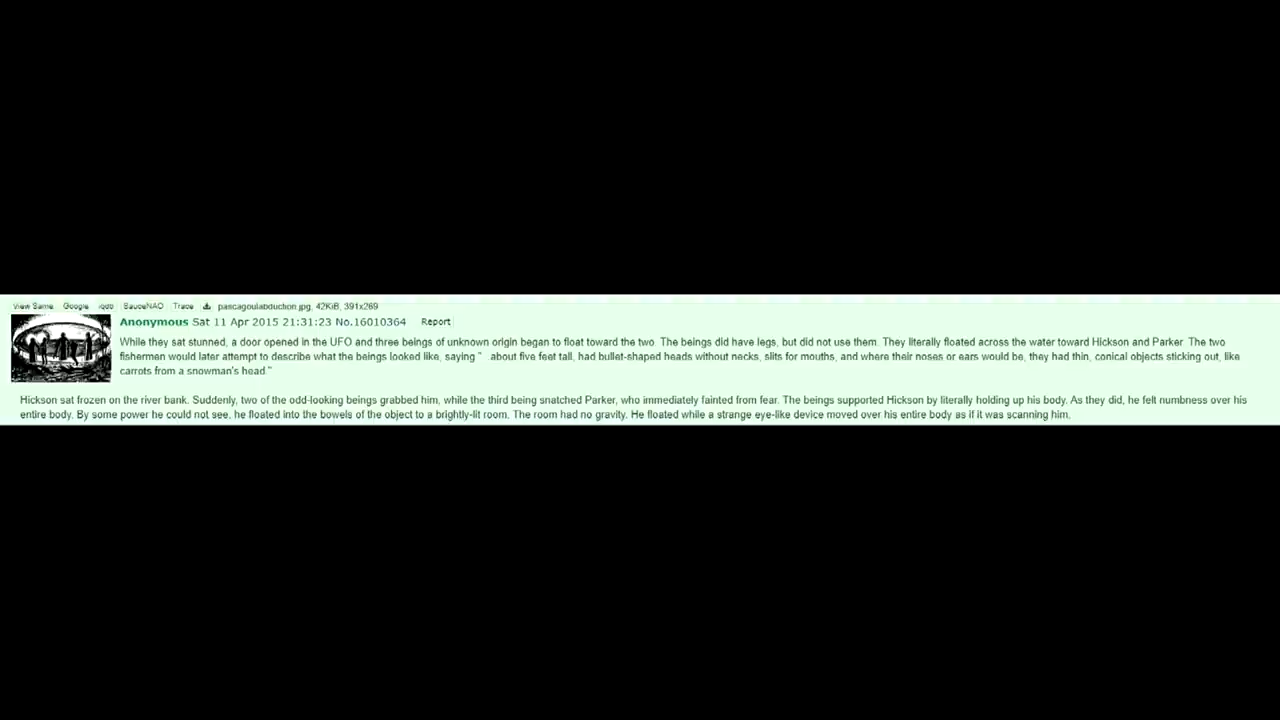 View Same Google iqdb SauceNAO Trace pascagoulabduction.jpg, 42KiB, 391x269
Anonymous Sat 11 Apr 2015 21:31:23 No.16010364 Report
While they sat stunned, a door opened in the UFO and three beings of unknown origin began to float toward the two. The beings did have legs, but did not use them. They literally floated across the water toward Hickson and Parker. The two
fishermen would later attempt to describe what the beings looked like, saying " about five feet tall, had bullet-shaped heads without necks, slits for mouths, and where their noses or ears would be, they had thin, conical objects sticking out, like
carrots from a snowman's head."
Hickson sat frozen on the river bank. Suddenly, two of the odd-looking beings grabbed him, while the third being snatched Parker, who immediately fainted from fear. The beings supported Hickson by literally holding up his body. As they did, he felt numbness over his
entire body. By some power he could not see, he floated into the bowels of the object to a brightly-lit room. The room had no gravity. He floated while a strange eye-like device moved over his entire body as if it was scanning him.